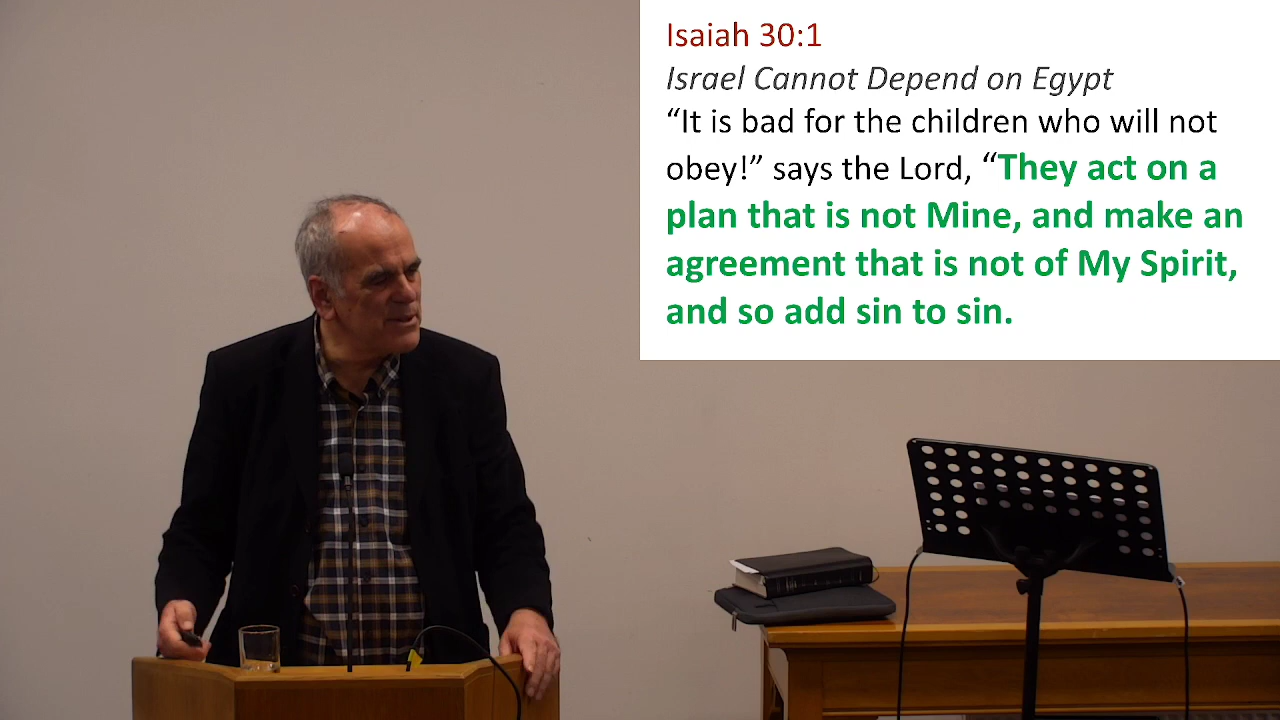 Isaiah 30:1
Israel Cannot Depend on Egypt
“It is bad for the children who will not
obey!” says the Lord, “They act on a
plan that is not Mine, and make an
agreement that is not of My Spirit,
and so add sin to sin.